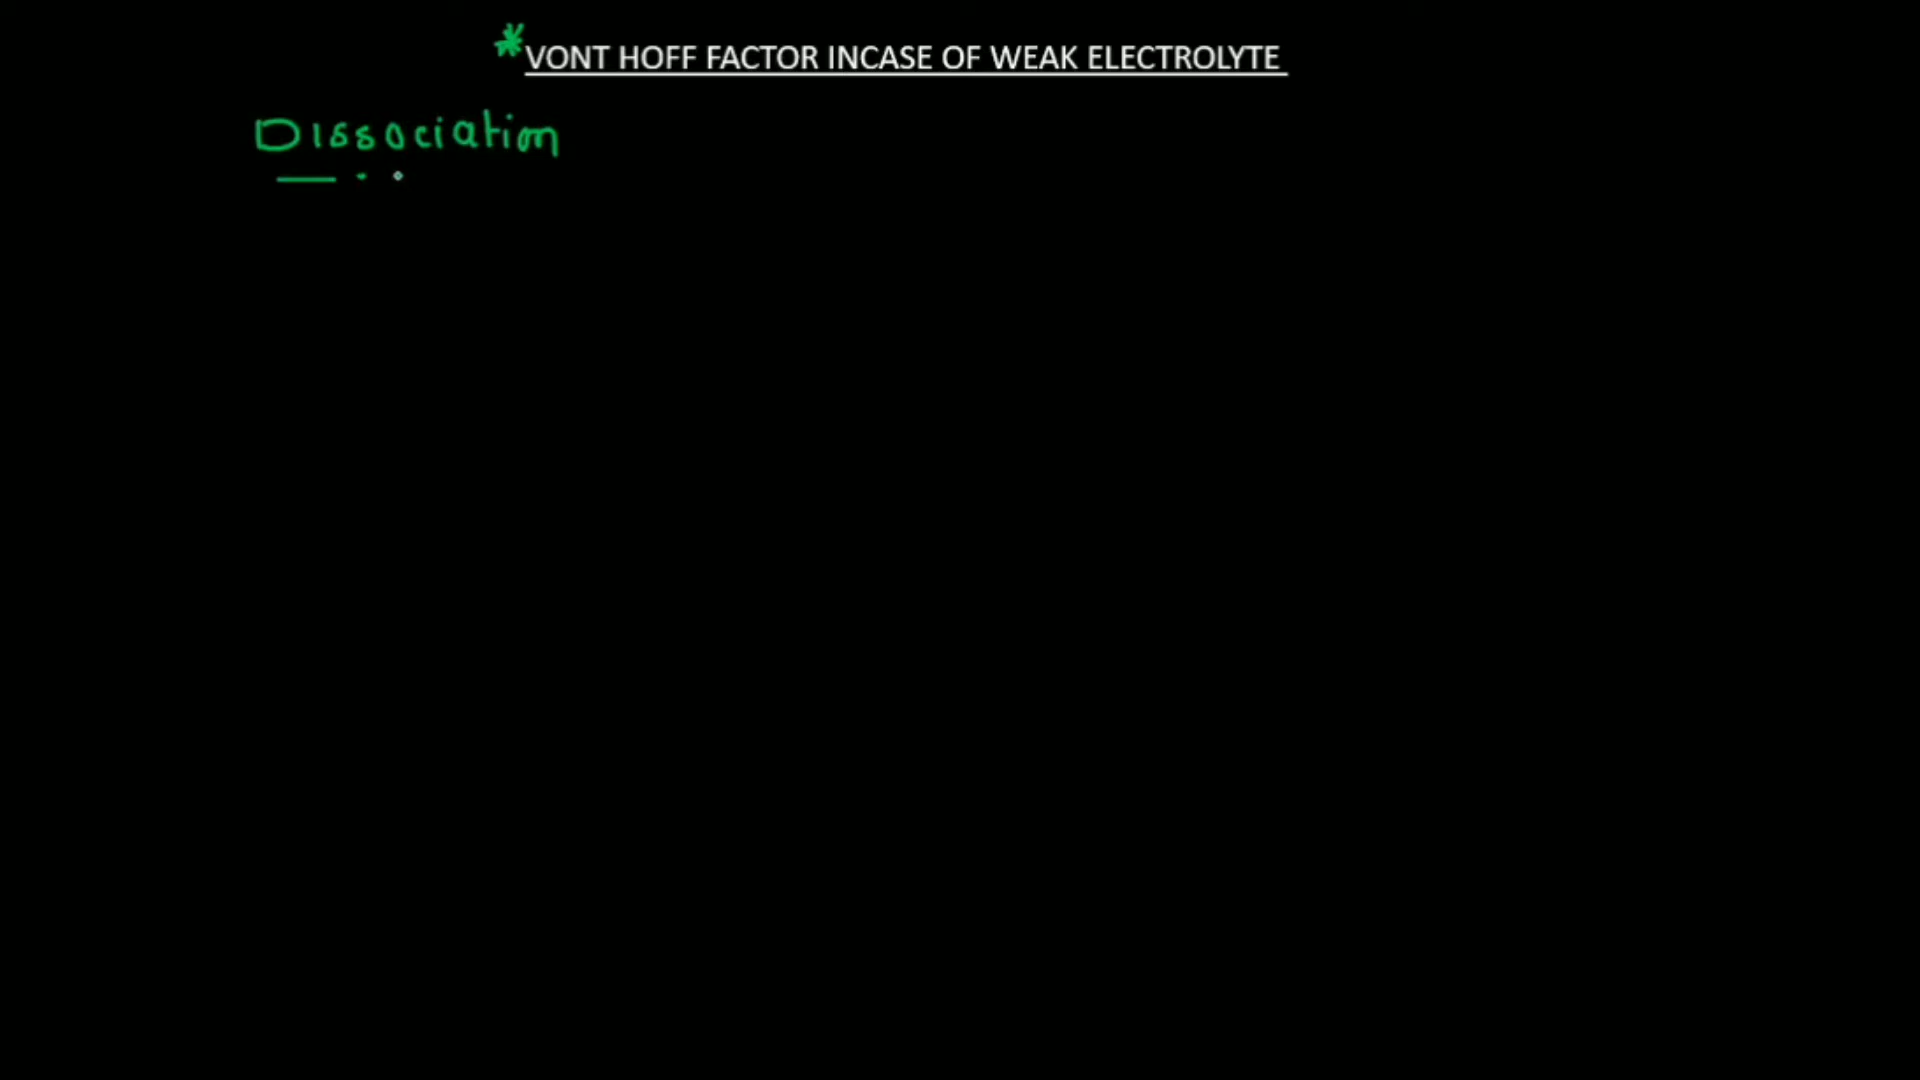 *VONT HOFF FACTOR INCASE OF WEAK ELECTROLYTE
Dissociation